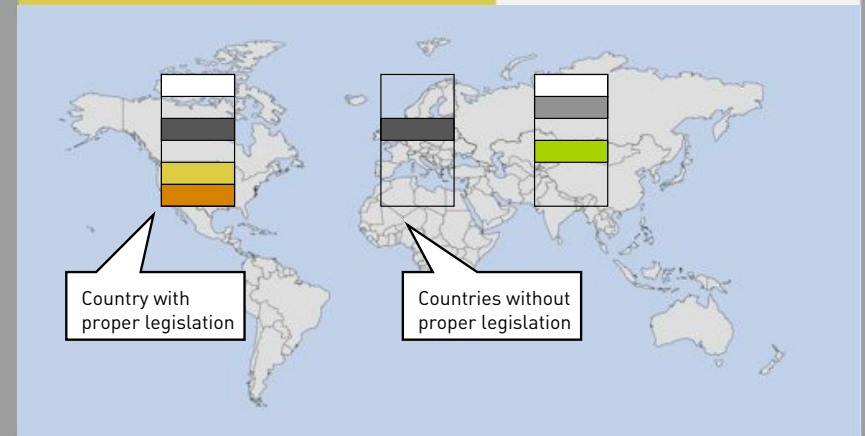 Country with
proper legislation
Countries without
proper legislation